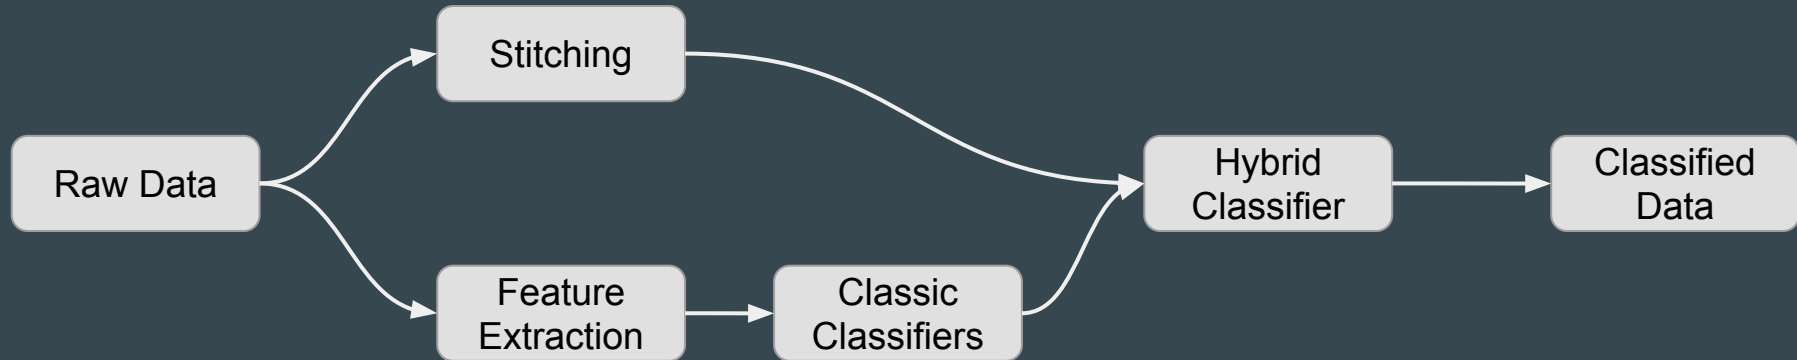 Stitching
Raw Data
Hybrid
Classifier
Classified
Data
Feature
Extraction
Classic
Classifiers